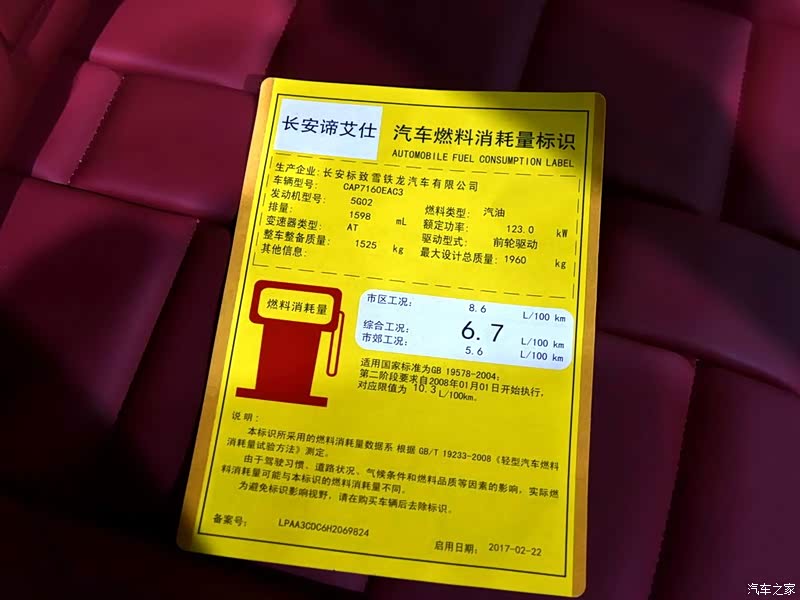 长安谛艾仕
汽车燃料消耗量标识
AUTOMOBILE FUEL CONSUMPTION LABEL
生产企业:长安标致雪铁龙汽车有限公司
车辆型号: CAP7160EAC3
发动机型号: 5G02 燃料类型: 汽油
排量: 1598 mL 额定功率: 123.0 kW
变速器类型: AT 驱动型式: 前轮驱动
整车整备质量: 1525 kg 最大设计总质量: 1960 kg
其他信息:
燃料消耗量
市区工况: 8.6 L/100 km
综合工况: 6.7 L/100 km
市郊工况: 5.6 L/100 km
适用国家标准为GB 19578-2004;
第二阶段要求自2008年01月01日开始执行,
对应限值为 10.3 L/100km.
说明:
本标识所采用的燃料消耗量数据系 根据 GB/T 19233-2008《轻型汽车燃料
消耗量试验方法》测定。
由于驾驶习惯、道路状况、气候条件和燃料品质等因素的影响,实际燃
料消耗量可能与本标识的燃料消耗量不同。
为避免标识影响视野,请在购买车辆后去除标识。
备案号: LPAA3CDC6H2069824
启用日期: 2017-02-22
汽车之家